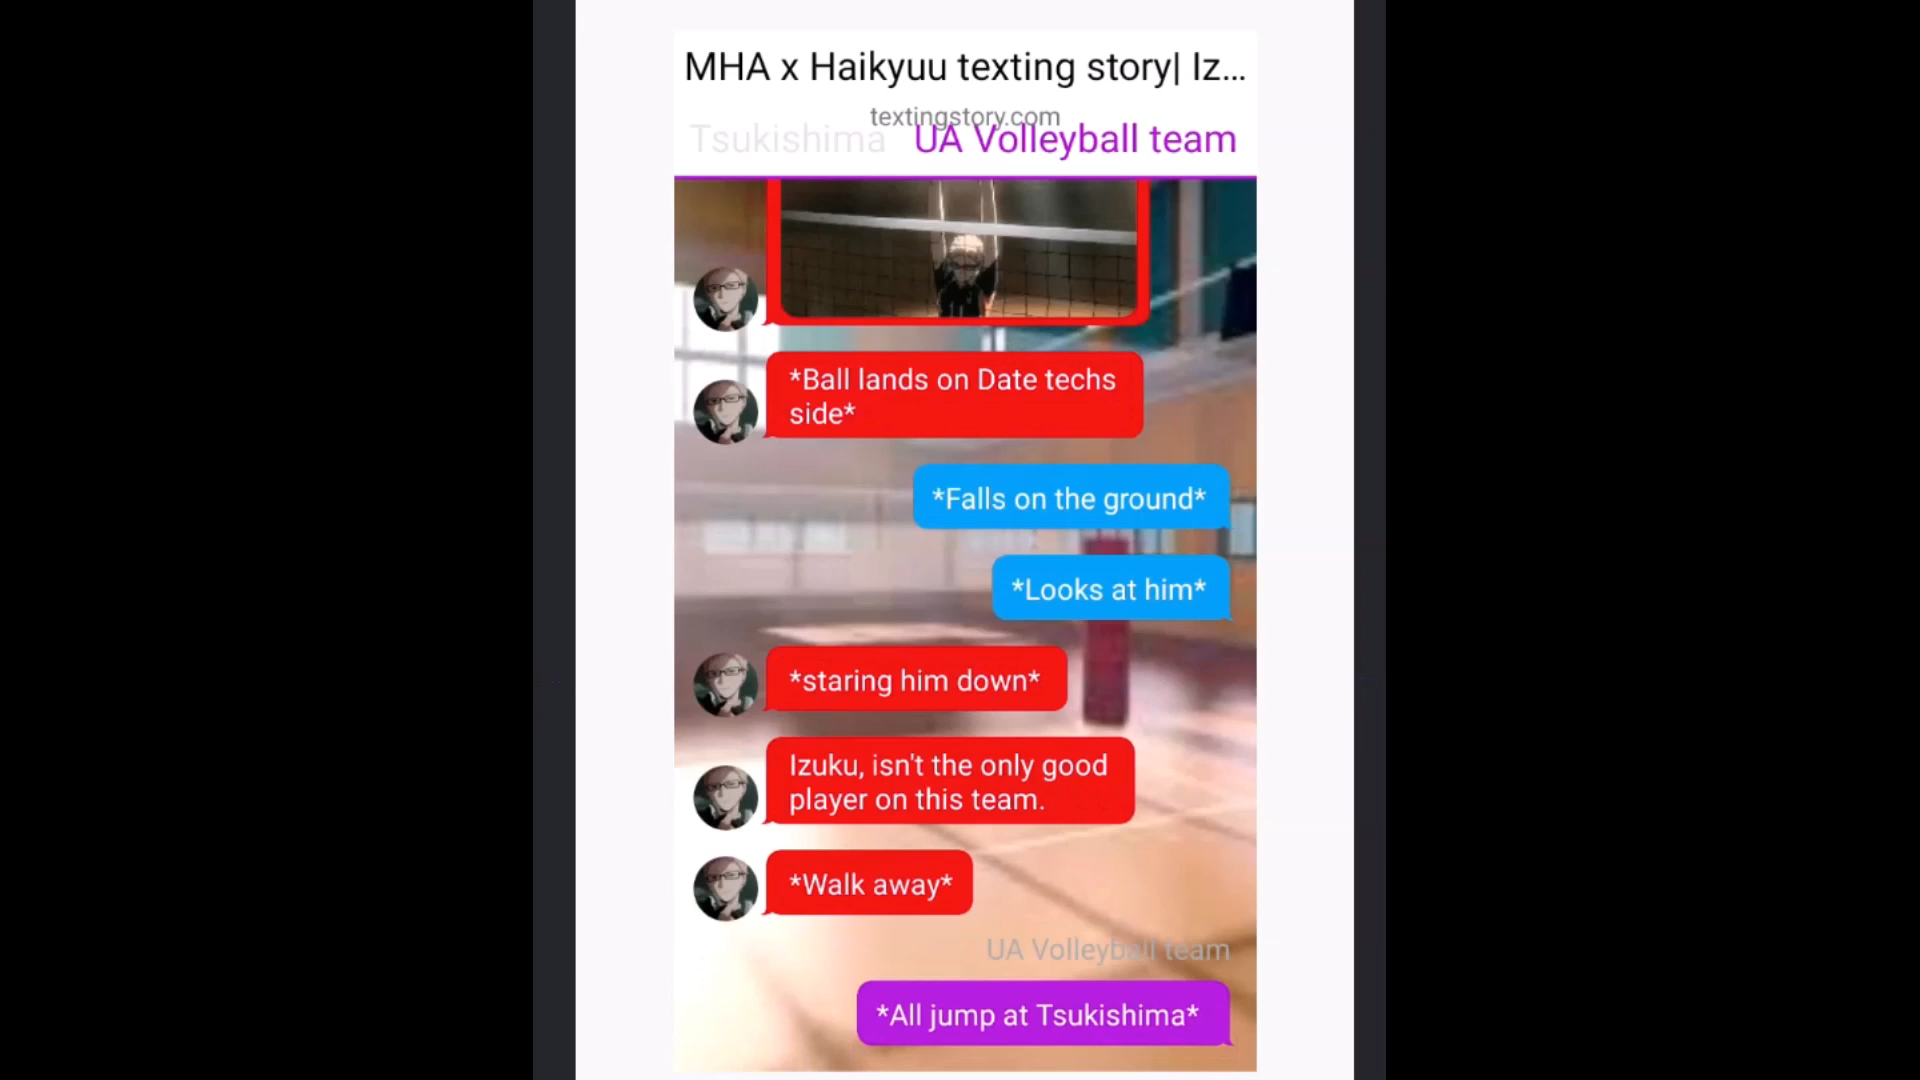 MHA x Haikyuu texting story| Iz...
textingstory.com
Tsukishima UA Volleyball team
*Ball lands on Date techs
side*
*Falls on the ground*
*Looks at him*
*staring him down*
Izuku, isn't the only good
player on this team.
*Walk away*
UA Volleyball team
*All jump at Tsukishima*